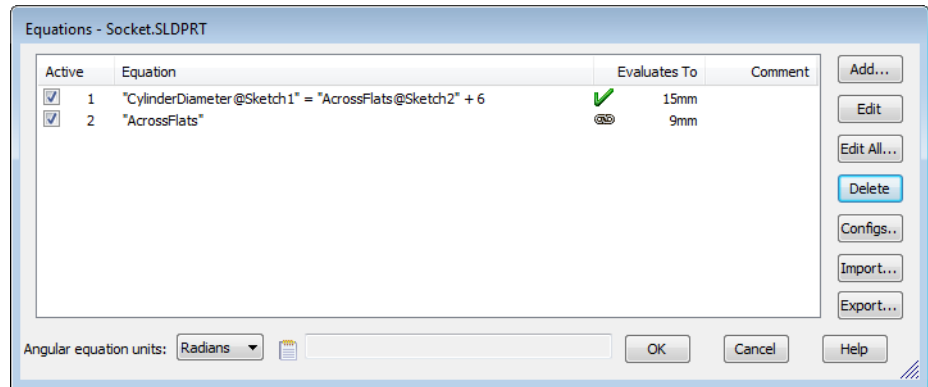 Equations - Socket.SLDPRT
Active Equation Evaluates To Comment
1 "CylinderDiameter@Sketch1" = "AcrossFlats@Sketch2" + 6 15mm
2 "AcrossFlats" 9mm
Add...
Edit
Edit All...
Delete
Configs..
Import...
Export...
Angular equation units: Radians OK Cancel Help